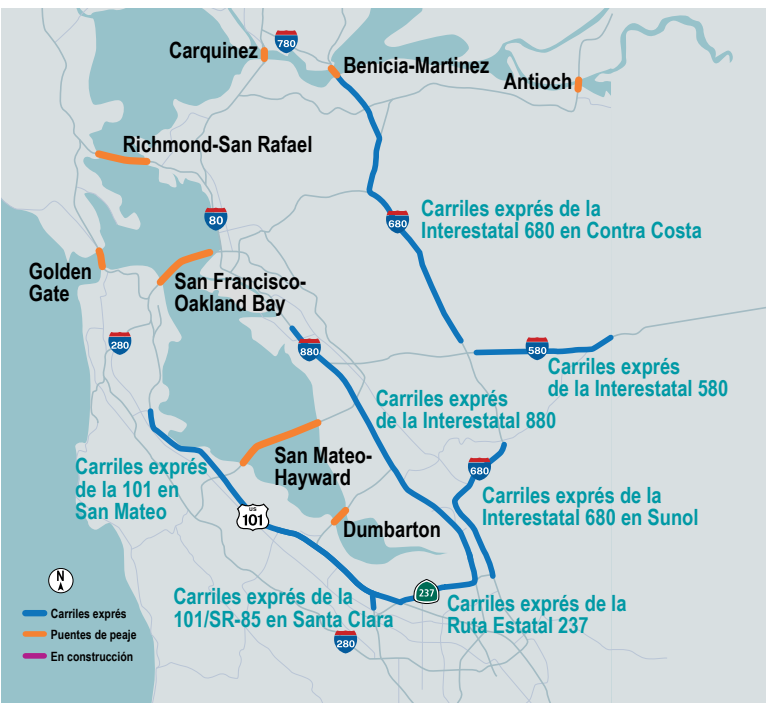 780
Carquinez
Benicia-Martinez
Antioch
Richmond-San Rafael
80
680
Carriles exprés de la
Interestatal 680 en Contra Costa
Golden
Gate
San Francisco-
Oakland Bay
280
880
580
Carriles exprés
de la Interestatal 580
Carriles exprés
de la Interestatal 880
San Mateo-
Hayward
Carriles exprés
de la 101 en
San Mateo
680
Carriles exprés de la
Interestatal 680 en Sunol
US
101
Dumbarton
N
237
Carriles exprés de la
101/SR-85 en Santa Clara
Carriles exprés de la
Ruta Estatal 237
280
Carriles exprés
Puentes de peaje
En construcción